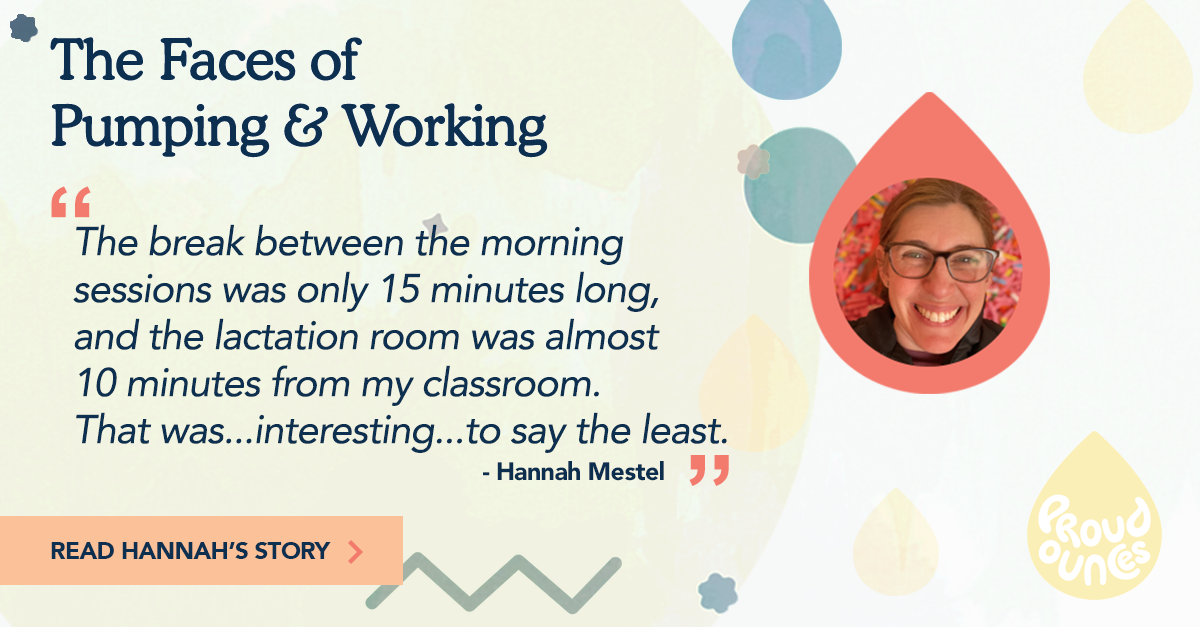 The Faces of
Pumping & Working
“
The break between the morning
sessions was only 15 minutes long,
and the lactation room was almost
10 minutes from my classroom.
That was...interesting...to say the least.
”
- Hannah Mestel
READ HANNAH’S STORY >
PROUD
OUNCes